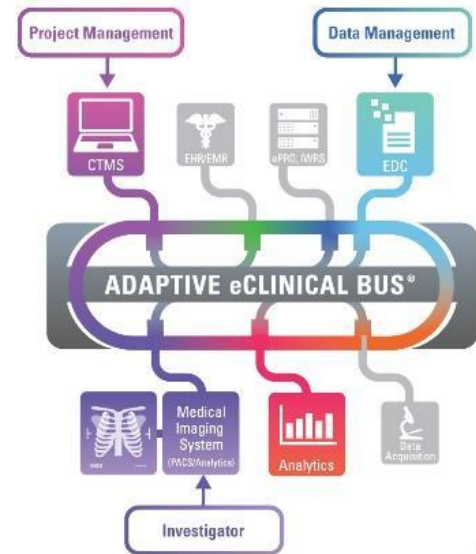 Project Management
Data Management
CTMS
EHR/EMR
ePRO, IWRS
EDC
ADAPTIVE eCLINICAL BUS®
Medical
Imaging
System
(PACS/Analytics)
Analytics
Data
Acquisition
Investigator